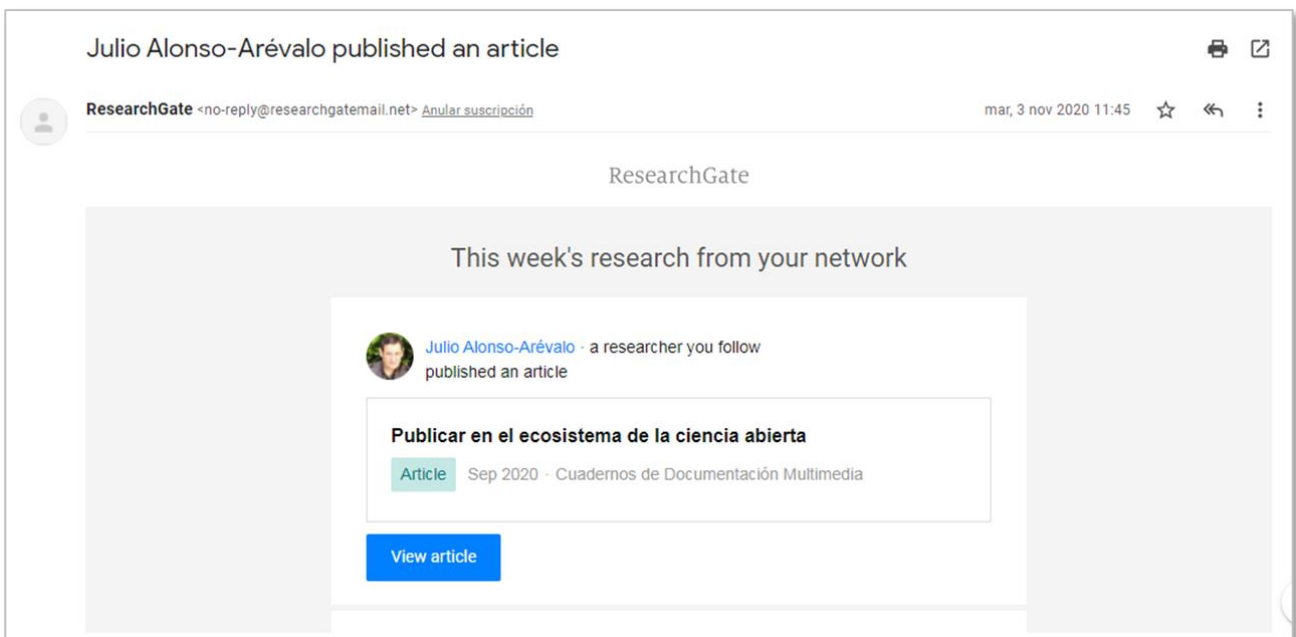 Julio Alonso-Arévalo published an article
ResearchGate <no-reply@researchgatemail.net> Anular suscripción mar, 3 nov 2020 11:45
ResearchGate
This week's research from your network
Julio Alonso-Arévalo · a researcher you follow
published an article
Publicar en el ecosistema de la ciencia abierta
Article Sep 2020 · Cuadernos de Documentación Multimedia
View article